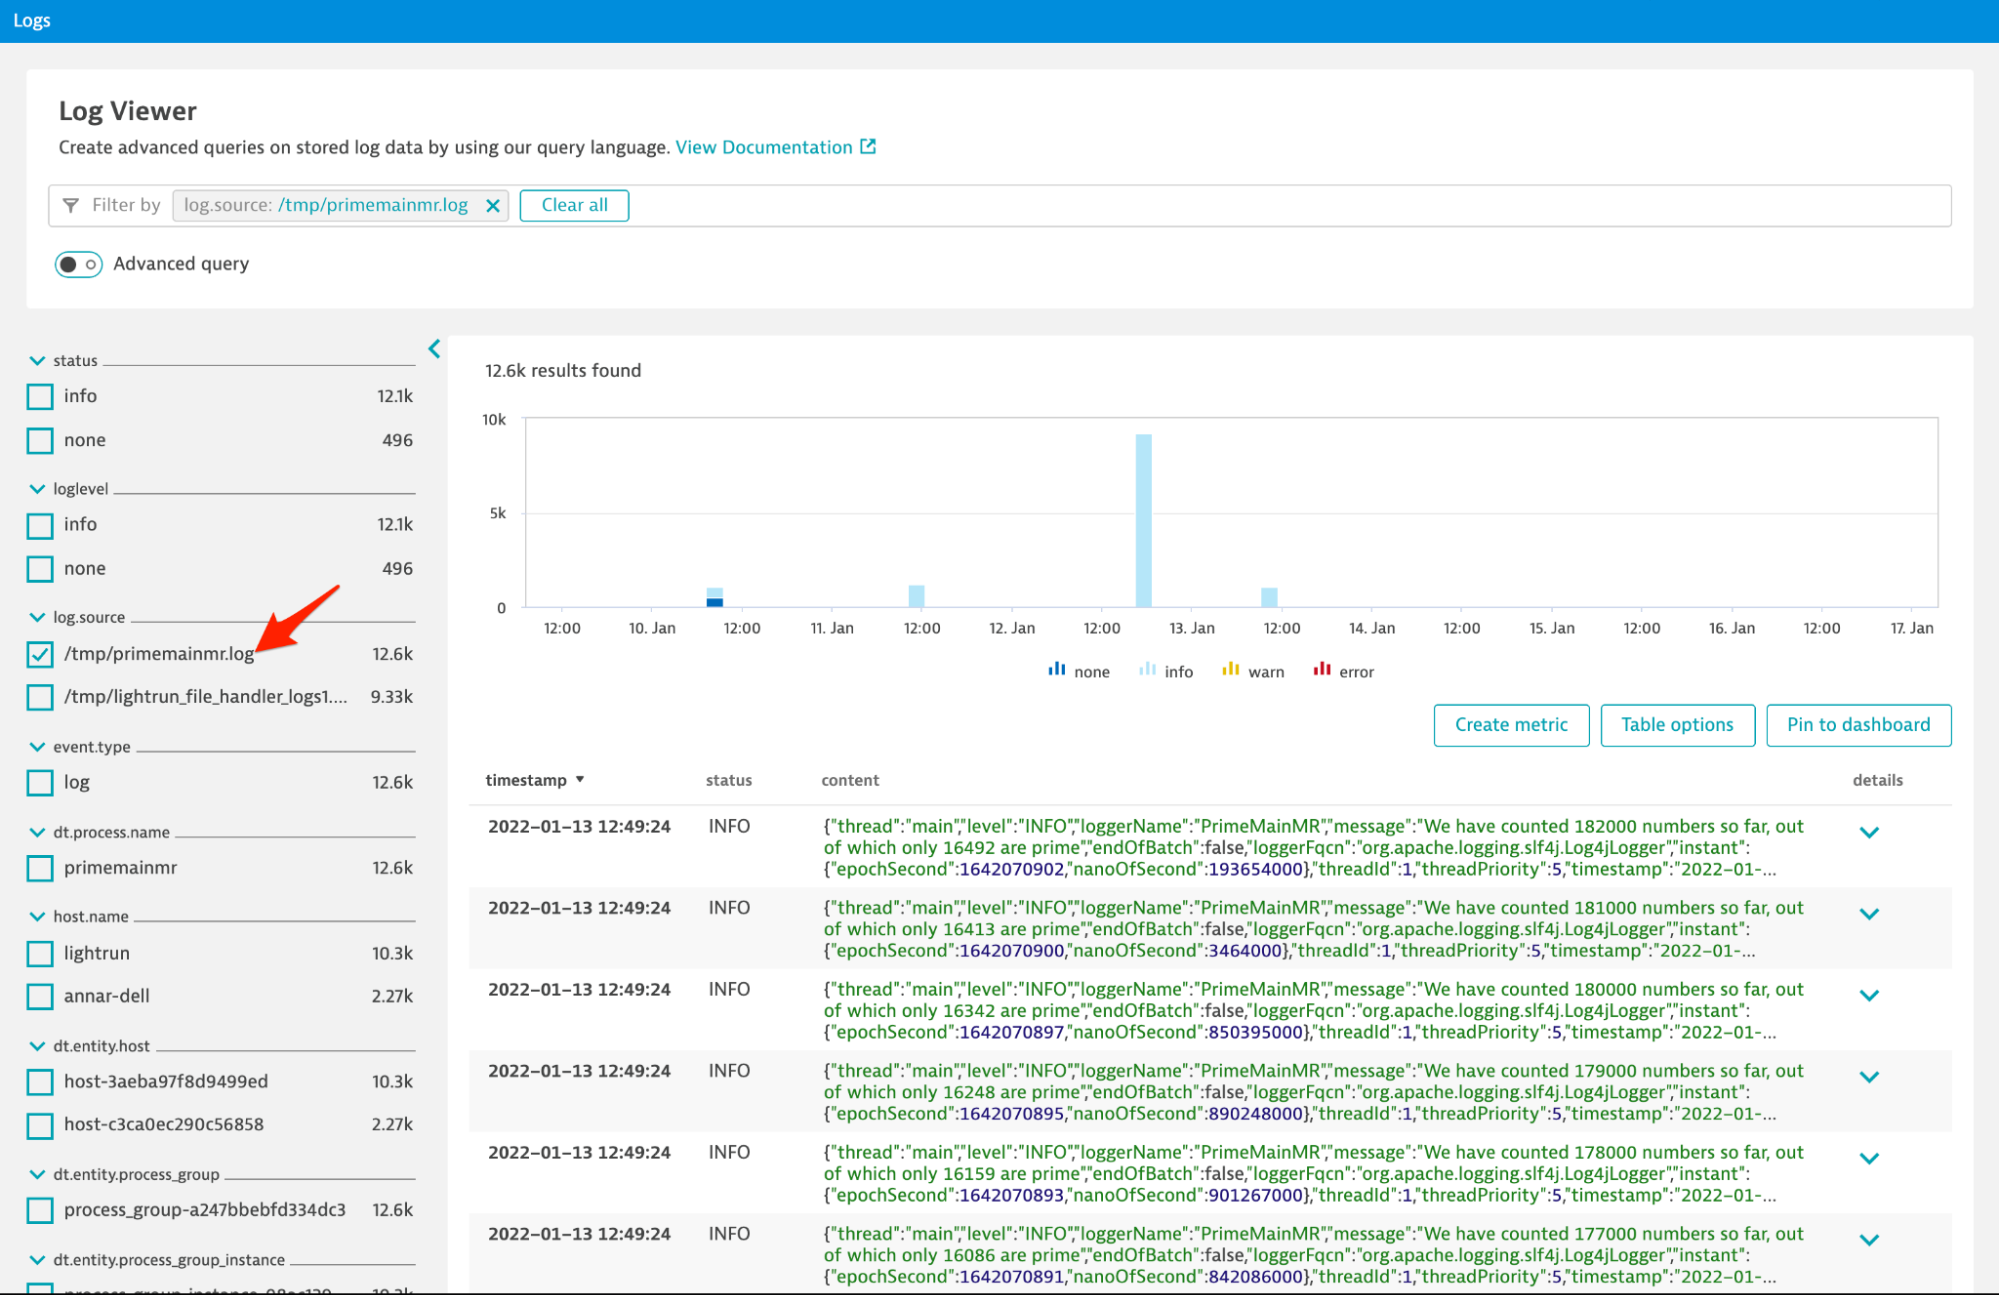 Logs
Log Viewer
Create advanced queries on stored log data by using our query language. View Documentation
Filter by log.source: /tmp/primemainmr.log Clear all
Advanced query
status
info 12.1k
none 496
loglevel
info 12.1k
none 496
log.source
/tmp/primemainmr.log 12.6k
/tmp/lightrun_file_handler_logs1.... 9.33k
event.type
log 12.6k
dt.process.name
primemainmr 12.6k
host.name
lightrun 10.3k
annar-dell 2.27k
dt.entity.host
host-3aeba97f8d9499ed 10.3k
host-c3ca0ec290c56858 2.27k
dt.entity.process_group
process_group-a247bbebfd334dc3 12.6k
dt.entity.process_group_instance
12.6k results found
10k
5k
0
12:00 10. Jan 12:00 11. Jan 12:00 12. Jan 12:00 13. Jan 12:00 14. Jan 12:00 15. Jan 12:00 16. Jan 12:00 17. Jan
none info warn error
Create metric Table options Pin to dashboard
timestamp status content details
2022-01-13 12:49:24 INFO {"thread":"main","level":"INFO","loggerName":"PrimeMainMR","message":"We have counted 182000 numbers so far, out
of which only 16492 are prime","endOfBatch":false,"loggerFqcn":"org.apache.logging.slf4j.Log4jLogger","instant":
{"epochSecond":1642070902,"nanoOfSecond":193654000},"threadId":1,"threadPriority":5,"timestamp":"2022-01-...
2022-01-13 12:49:24 INFO {"thread":"main","level":"INFO","loggerName":"PrimeMainMR","message":"We have counted 181000 numbers so far, out
of which only 16413 are prime","endOfBatch":false,"loggerFqcn":"org.apache.logging.slf4j.Log4jLogger","instant":
{"epochSecond":1642070900,"nanoOfSecond":3464000},"threadId":1,"threadPriority":5,"timestamp":"2022-01-...
2022-01-13 12:49:24 INFO {"thread":"main","level":"INFO","loggerName":"PrimeMainMR","message":"We have counted 180000 numbers so far, out
of which only 16342 are prime","endOfBatch":false,"loggerFqcn":"org.apache.logging.slf4j.Log4jLogger","instant":
{"epochSecond":1642070897,"nanoOfSecond":850395000},"threadId":1,"threadPriority":5,"timestamp":"2022-01-...
2022-01-13 12:49:24 INFO {"thread":"main","level":"INFO","loggerName":"PrimeMainMR","message":"We have counted 179000 numbers so far, out
of which only 16248 are prime","endOfBatch":false,"loggerFqcn":"org.apache.logging.slf4j.Log4jLogger","instant":
{"epochSecond":1642070895,"nanoOfSecond":890248000},"threadId":1,"threadPriority":5,"timestamp":"2022-01-...
2022-01-13 12:49:24 INFO {"thread":"main","level":"INFO","loggerName":"PrimeMainMR","message":"We have counted 178000 numbers so far, out
of which only 16159 are prime","endOfBatch":false,"loggerFqcn":"org.apache.logging.slf4j.Log4jLogger","instant":
{"epochSecond":1642070893,"nanoOfSecond":901267000},"threadId":1,"threadPriority":5,"timestamp":"2022-01-...
2022-01-13 12:49:24 INFO {"thread":"main","level":"INFO","loggerName":"PrimeMainMR","message":"We have counted 177000 numbers so far, out
of which only 16086 are prime","endOfBatch":false,"loggerFqcn":"org.apache.logging.slf4j.Log4jLogger","instant":
{"epochSecond":1642070891,"nanoOfSecond":842086000},"threadId":1,"threadPriority":5,"timestamp":"2022-01-...